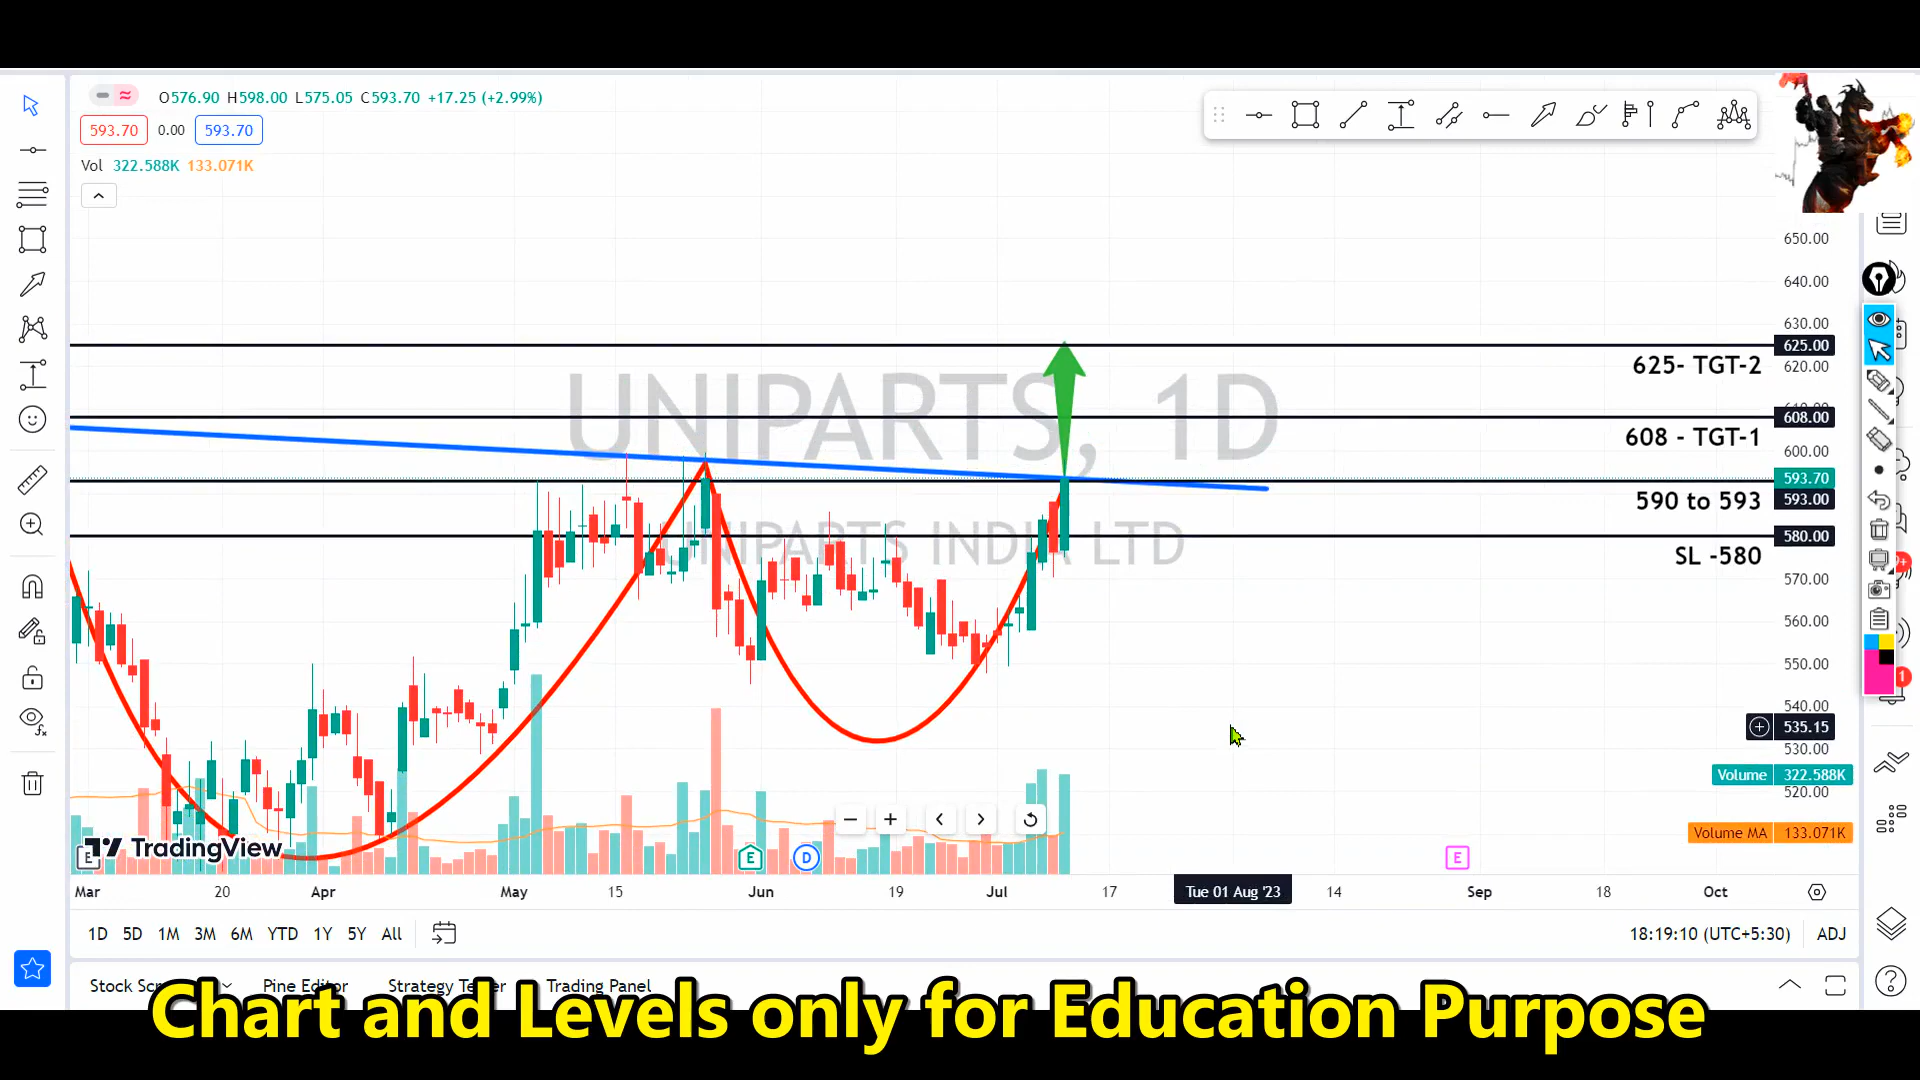 O576.90 H598.00 L575.05 C593.70 +17.25 (+2.99%)
593.70 0.00 593.70
Vol 322.588K 133.071K
650.00
640.00
630.00
625.00
625- TGT-2
620.00
UNIPARTS, 1D
608.00
608 - TGT-1
600.00
593.70
590 to 593
593.00
580.00
UNIPARTS INDIA LTD
SL -580
570.00
560.00
550.00
540.00
535.15
530.00
Volume 322.588K
520.00
Volume MA 133.071K
TradingView
E
E
D
E
Mar 20 Apr May 15 Jun 19 Jul 17 Tue 01 Aug '23 14 Sep 18 Oct
1D 5D 1M 3M 6M YTD 1Y 5Y All 18:19:10 (UTC+5:30) ADJ
Pine Editor Trading Panel
Chart and Levels only for Education Purpose